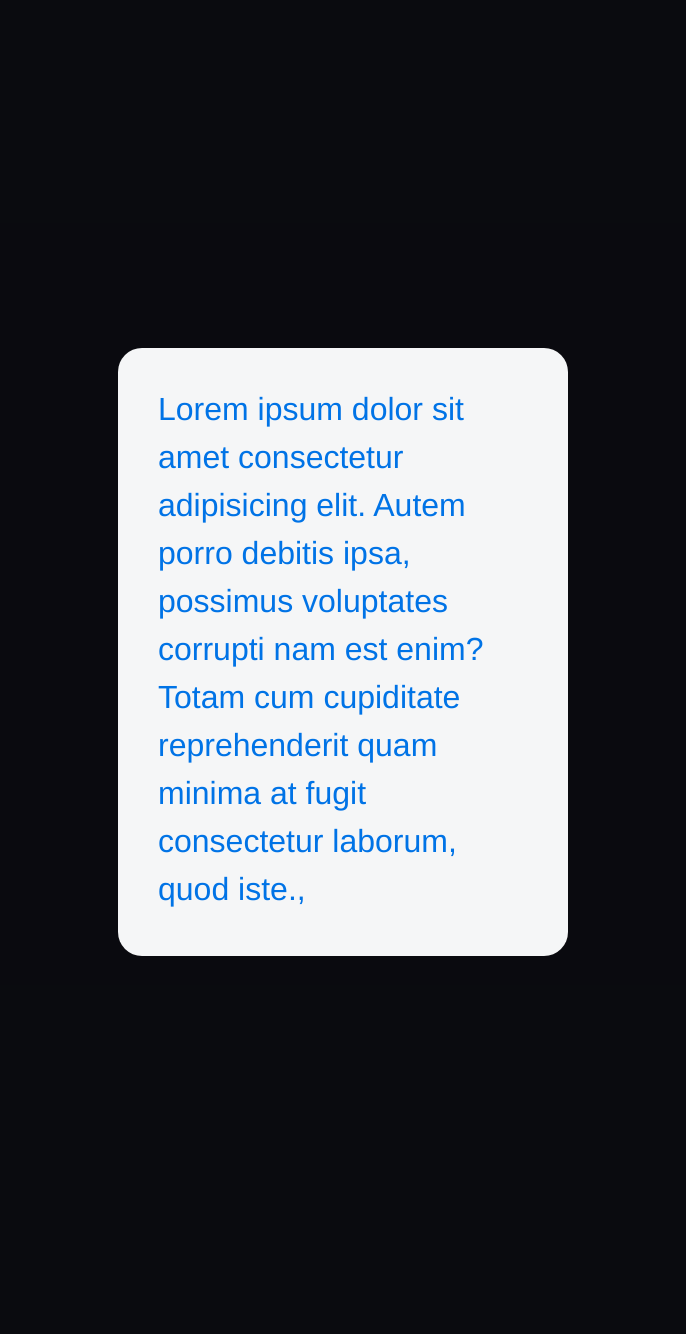 Lorem ipsum dolor sit
amet consectetur
adipisicing elit. Autem
porro debitis ipsa,
possimus voluptates
corrupti nam est enim?
Totam cum cupiditate
reprehenderit quam
minima at fugit
consectetur laborum,
quod iste.,